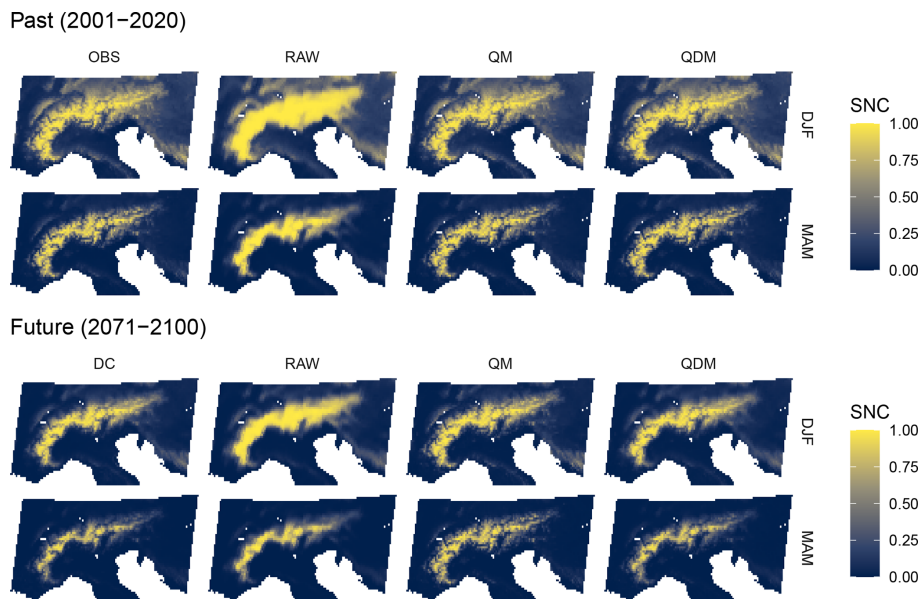 Past (2001−2020)
OBS RAW QM QDM
DJF
MAM
SNC
1.00
0.75
0.50
0.25
0.00
Future (2071−2100)
DC RAW QM QDM
DJF
MAM
SNC
1.00
0.75
0.50
0.25
0.00